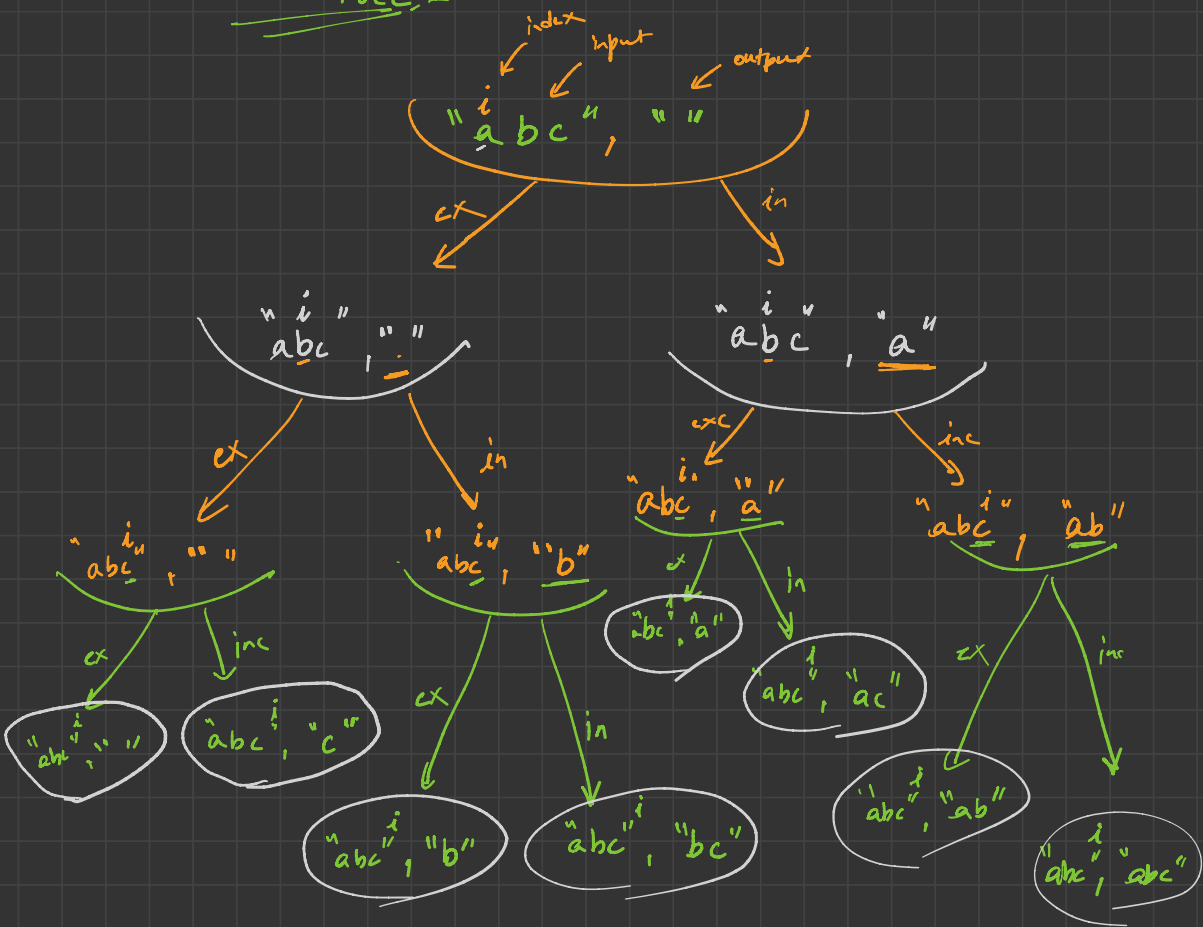 index
input
output
i
"abc", " "
ex
in
"i"
abc, " . "
"i"
abc, "a"
ex
in
exc
inc
i
"abc", "a"
i
"abc", "ab"
i
"abc", " "
i
"abc", "b"
ex
in
i
"abc", "a"
ex
inc
i
"abc", "ac"
ex
in
ex
inc
i
"abc", " "
i
"abc", "c"
i
"abc", "b"
i
"abc", "bc"
i
"abc", "ab"
i
"abc", "abc"